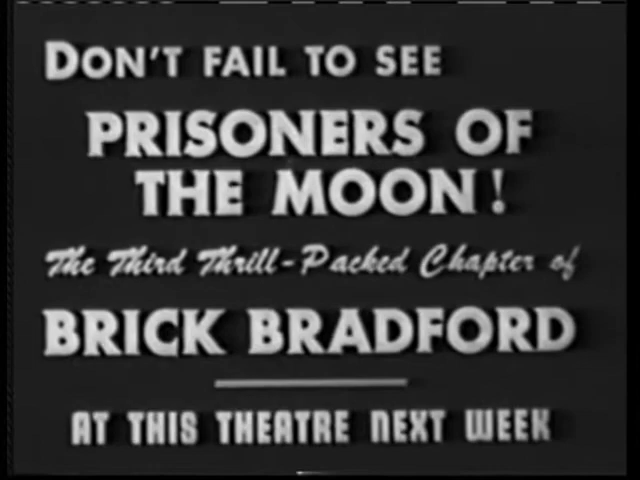 DON'T FAIL TO SEE
PRISONERS OF
THE MOON!
The Third Thrill-Packed Chapter of
BRICK BRADFORD
AT THIS THEATRE NEXT WEEK